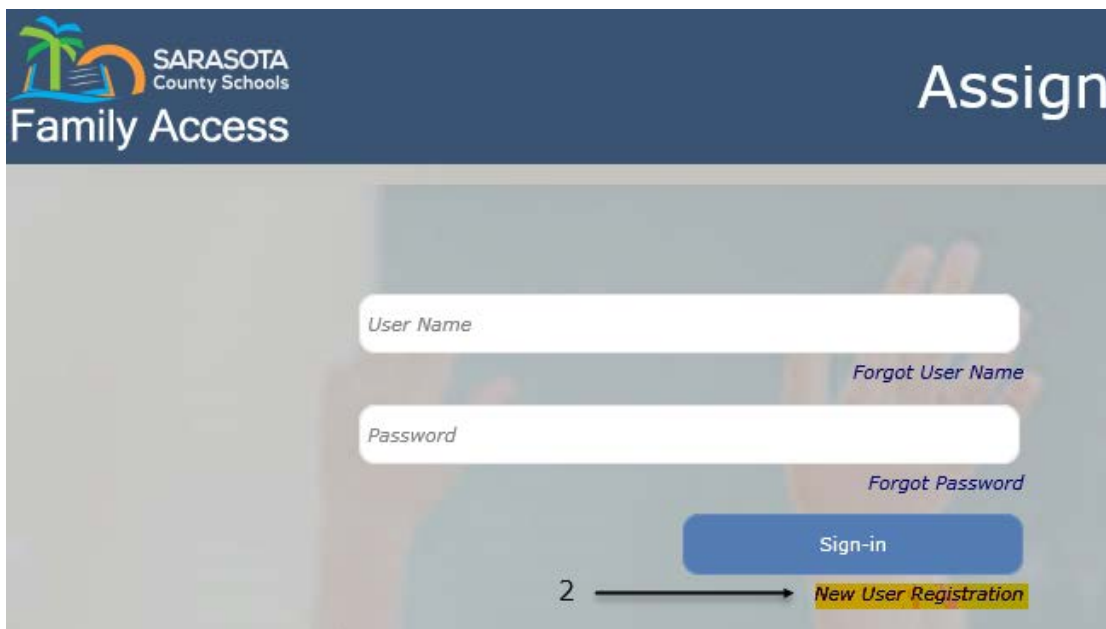 SARASOTA
County Schools
Family Access
Assign
User Name
Forgot User Name
Password
Forgot Password
Sign-in
2
New User Registration